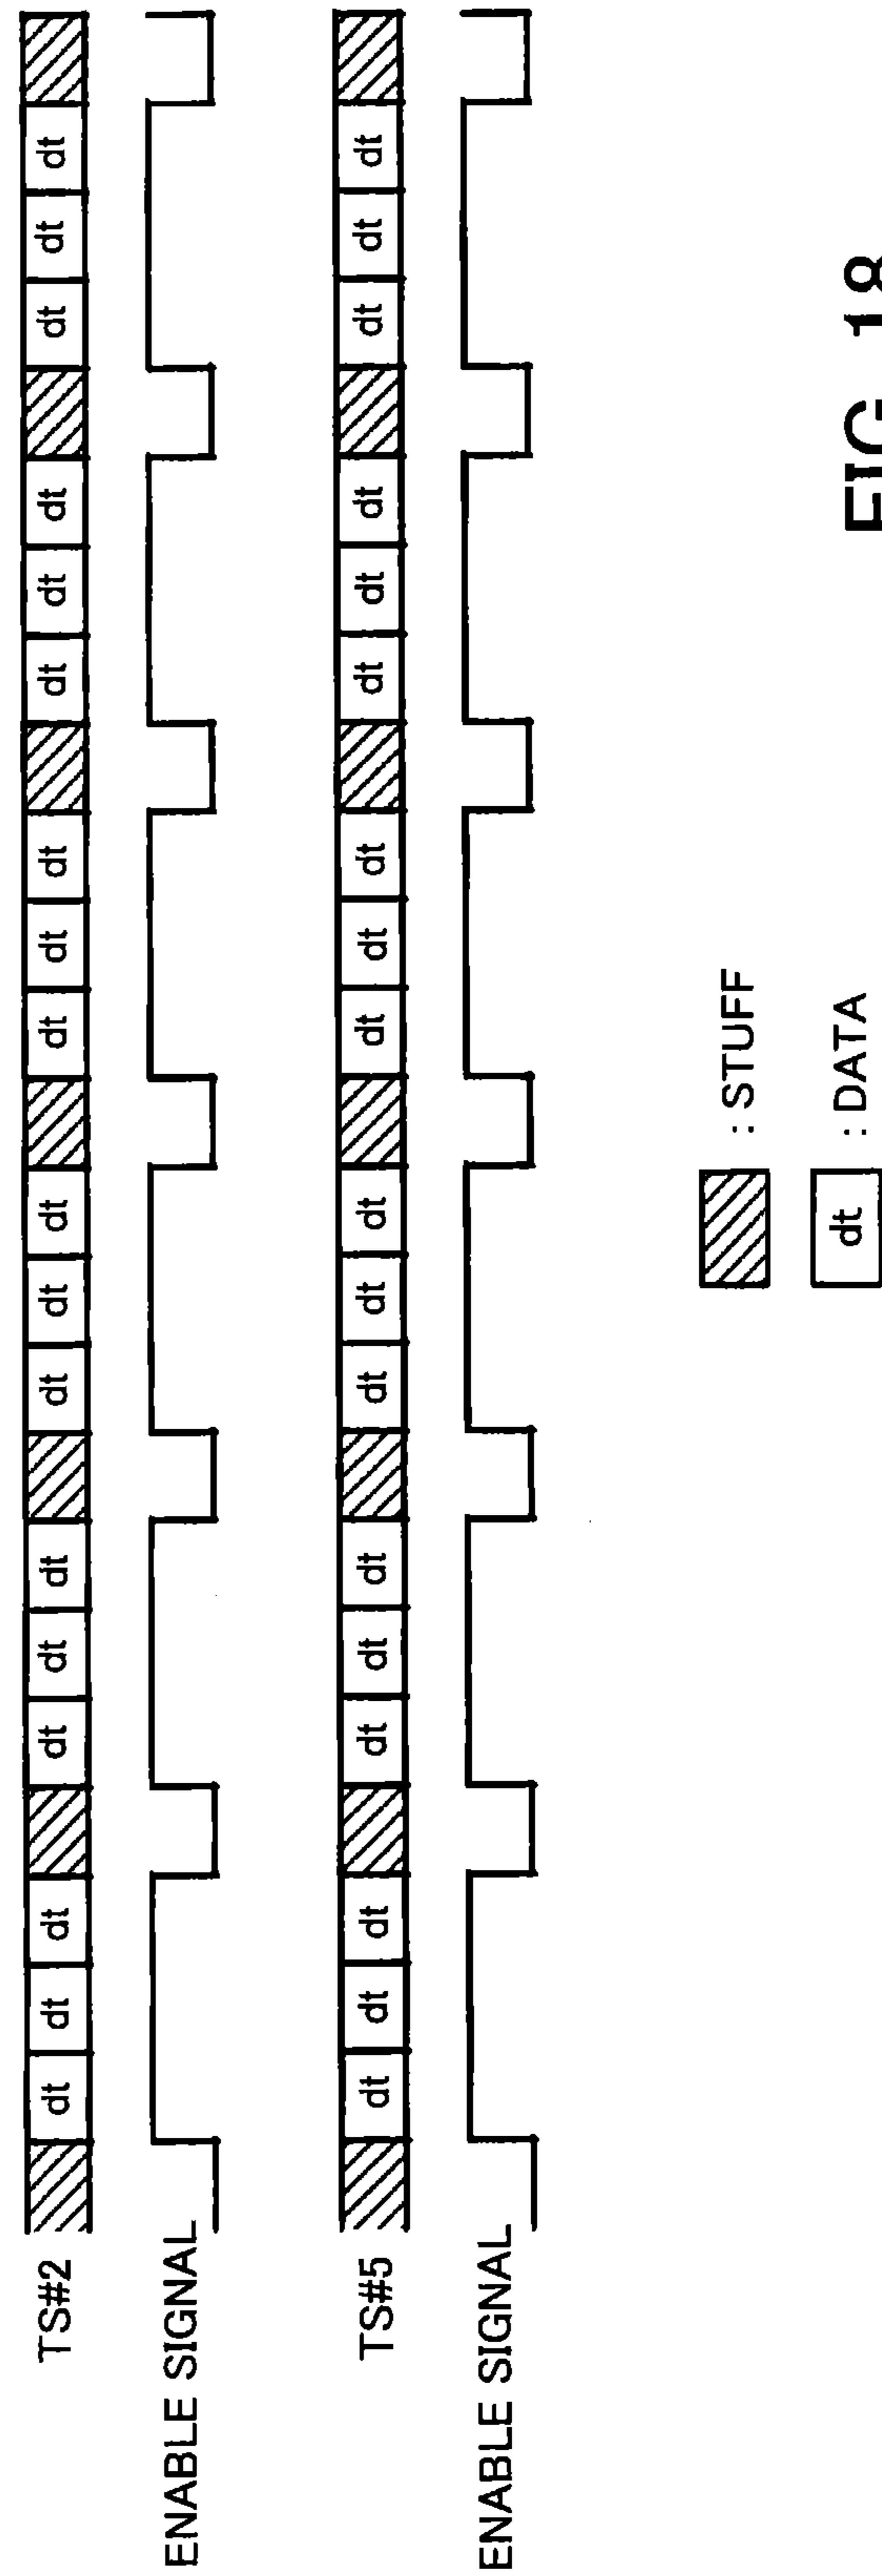 TS#2 dt dt dt dt dt dt dt dt dt dt dt dt dt dt dt dt dt dt
ENABLE SIGNAL
TS#5 dt dt dt dt dt dt dt dt dt dt dt dt dt dt dt dt dt dt
ENABLE SIGNAL
: STUFF
dt : DATA
FIG. 18